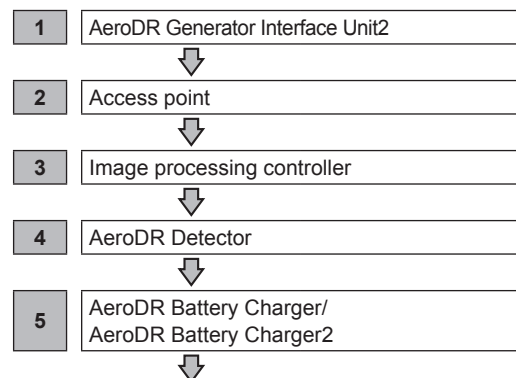 1 AeroDR Generator Interface Unit2
2 Access point
3 Image processing controller
4 AeroDR Detector
5 AeroDR Battery Charger/
AeroDR Battery Charger2